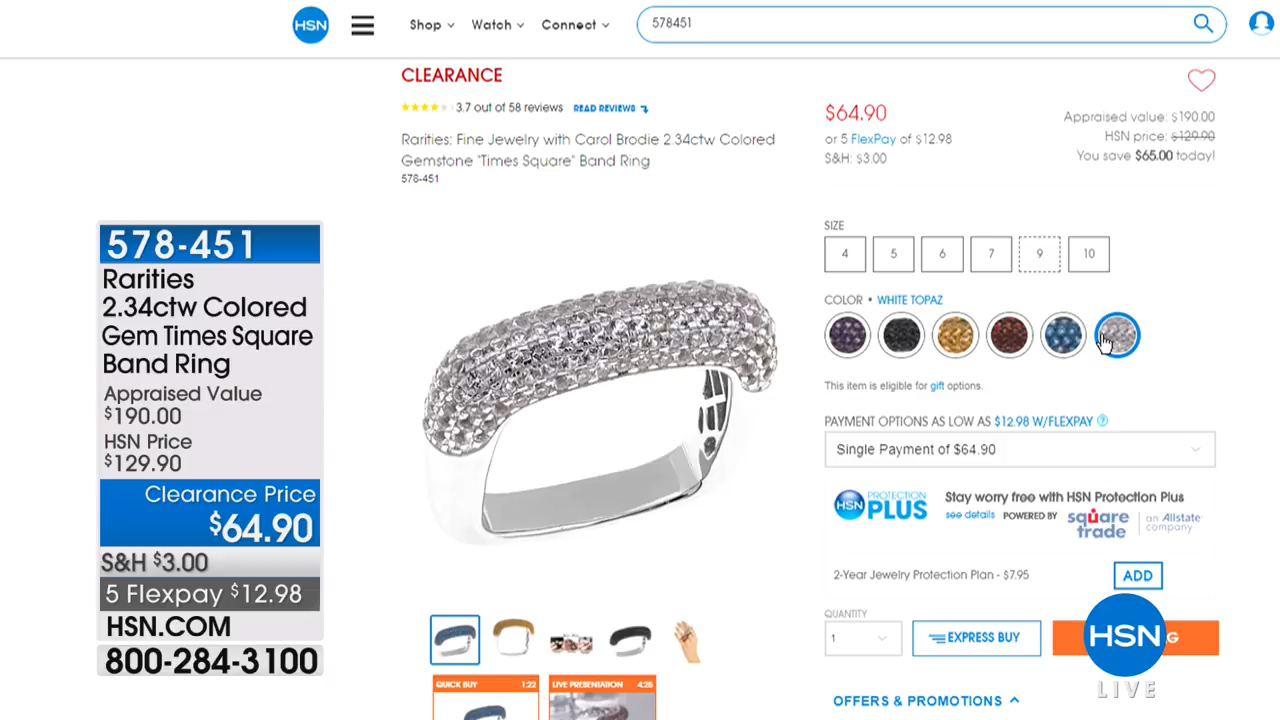 HSN
Shop
Watch
Connect
578451
CLEARANCE
3.7 out of 58 reviews READ REVIEWS
Rarities: Fine Jewelry with Carol Brodie 2.34ctw Colored
Gemstone "Times Square" Band Ring
578-451
$64.90
or 5 FlexPay of $12.98
S&H: $3.00
Appraised value: $190.00
HSN price: $129.90
You save $65.00 today!
SIZE
4 5 6 7 9 10
COLOR • WHITE TOPAZ
This item is eligible for gift options.
PAYMENT OPTIONS AS LOW AS $12.98 W/FLEXPAY ?
Single Payment of $64.90
HSN PROTECTION PLUS
Stay worry free with HSN Protection Plus
see details POWERED BY
square trade
an Allstate company
2-Year Jewelry Protection Plan - $7.95
ADD
QUANTITY
1
EXPRESS BUY
G
HSN
LIVE
OFFERS & PROMOTIONS
QUICK BUY 1:22
LIVE PRESENTATION 4:25
578-451
Rarities
2.34ctw Colored
Gem Times Square
Band Ring
Appraised Value
$190.00
HSN Price
$129.90
Clearance Price
$64.90
S&H $3.00
5 Flexpay $12.98
HSN.COM
800-284-3100